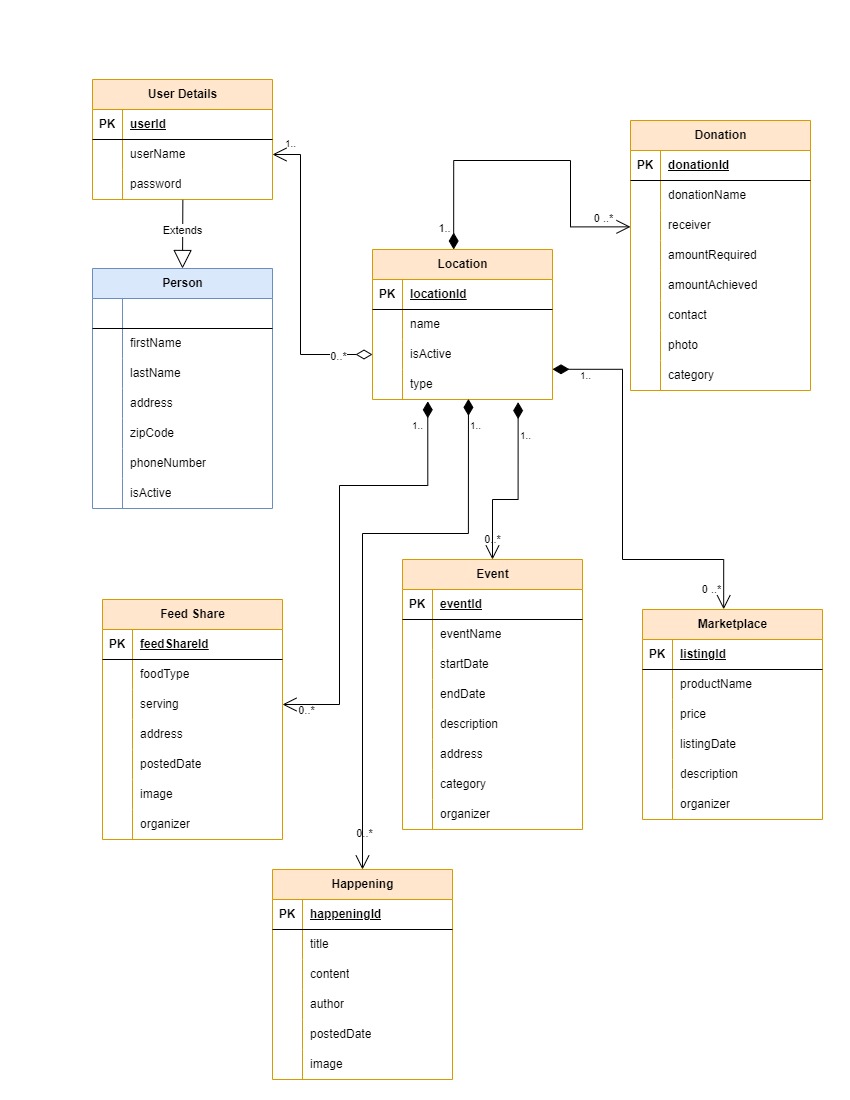 User Details
PK userId
userName
password
Extends
Person
firstName
lastName
address
zipCode
phoneNumber
isActive
1..
0..*
Location
PK locationId
name
isActive
type
1..
0 ..*
Donation
PK donationId
donationName
receiver
amountRequired
amountAchieved
contact
photo
category
1..
1..
1..
1..
0..*
0..*
0..*
0 ..*
Feed Share
PK feedShareId
foodType
serving
address
postedDate
image
organizer
Event
PK eventId
eventName
startDate
endDate
description
address
category
organizer
Marketplace
PK listingId
productName
price
listingDate
description
organizer
Happening
PK happeningId
title
content
author
postedDate
image